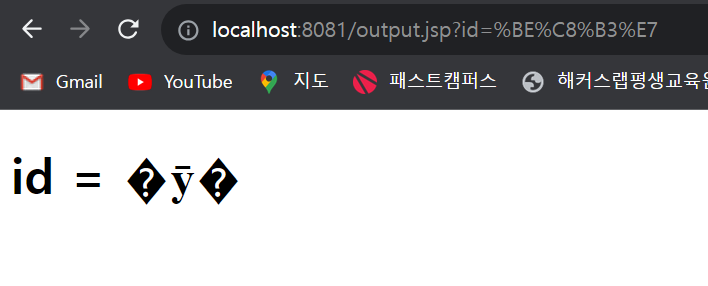 localhost:8081/output.jsp?id=%BE%C8%B3%E7
Gmail YouTube 지도 패스트캠퍼스 해커스랩평생교육원
id = �ȳ�